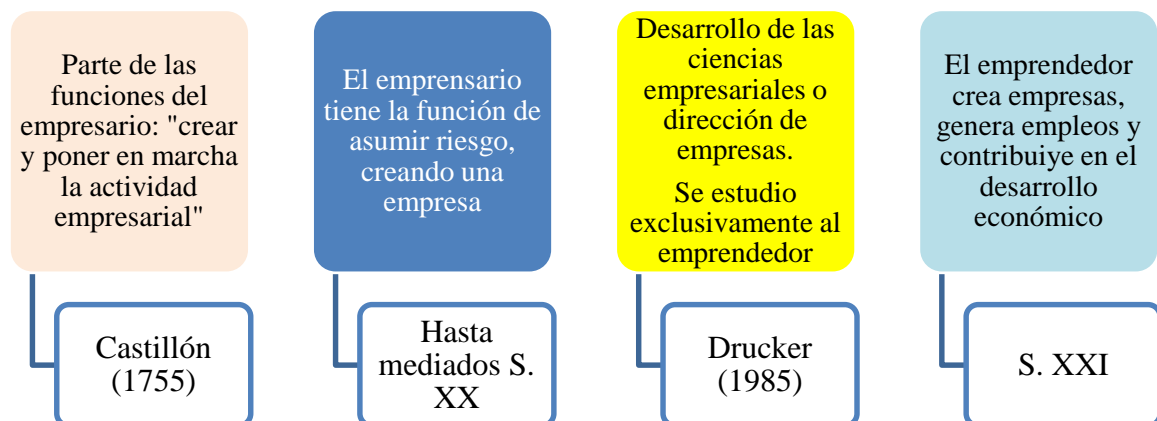 Parte de las
funciones del
empresario: "crear
y poner en marcha
la actividad
empresarial"
Castillón
(1755)
El emprensario
tiene la función de
asumir riesgo,
creando una
empresa
Hasta
mediados S.
XX
Desarrollo de las
ciencias
empresariales o
dirección de
empresas.
Se estudio
exclusivamente al
emprendedor
Drucker
(1985)
El emprendedor
crea empresas,
genera empleos y
contribuiye en el
desarrollo
económico
S. XXI